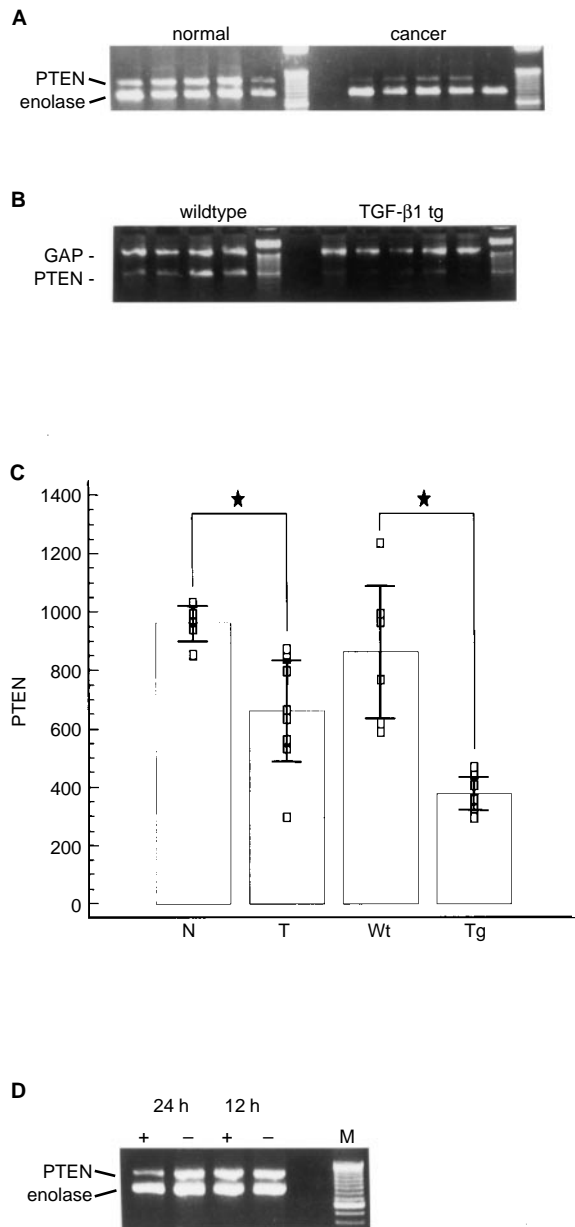 A
normal cancer
PTEN
enolase
B
wildtype TGF-β1 tg
GAP -
PTEN -
C
1400
1200
1000
800
600
400
200
0
PTEN
N T Wt Tg
D
24 h 12 h
+ – + – M
PTEN
enolase